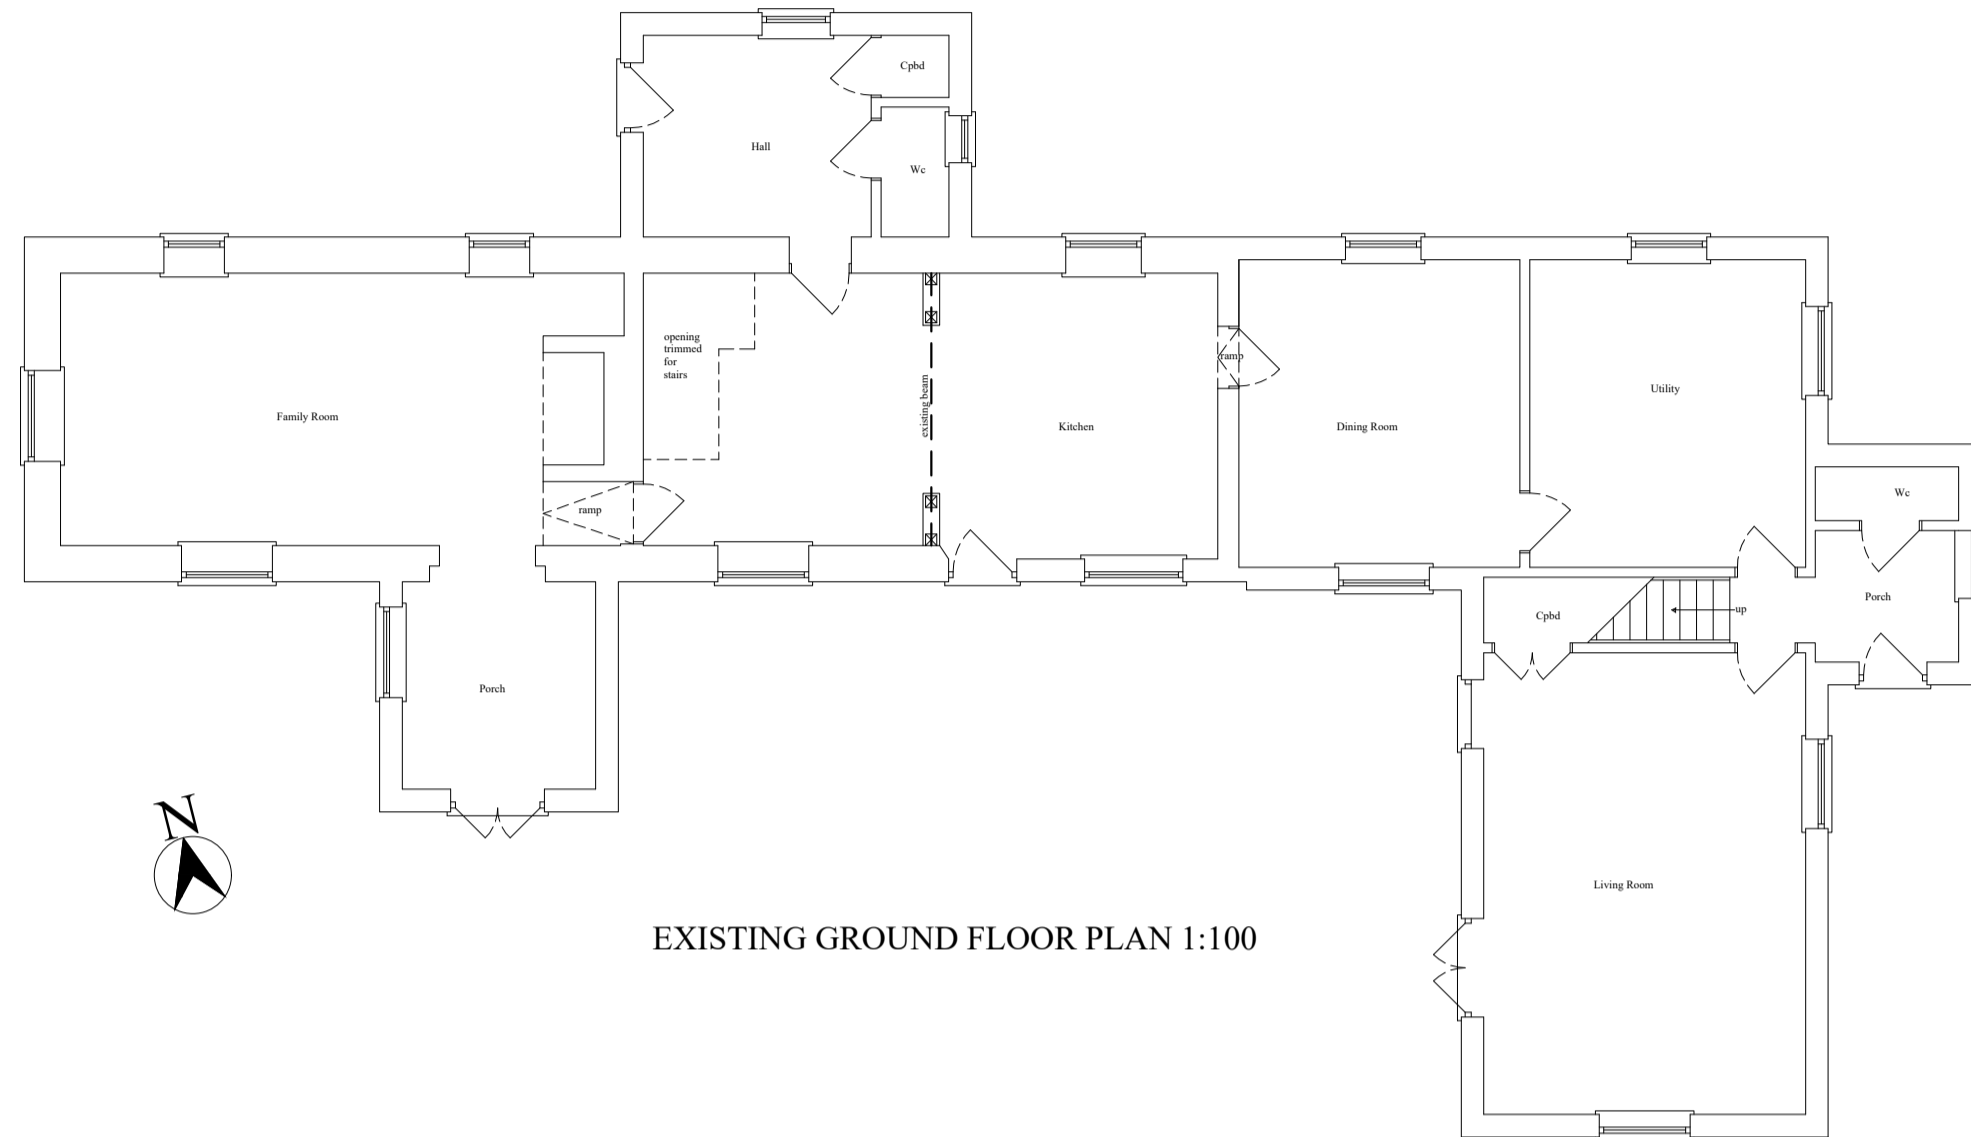 Cpbd
Hall
Wc
opening
trimmed
for
stairs
ramp
existing beam
Family Room
Kitchen
Dining Room
Utility
Wc
ramp
Porch
Cpbd
up
Porch
N
Living Room
EXISTING GROUND FLOOR PLAN 1:100